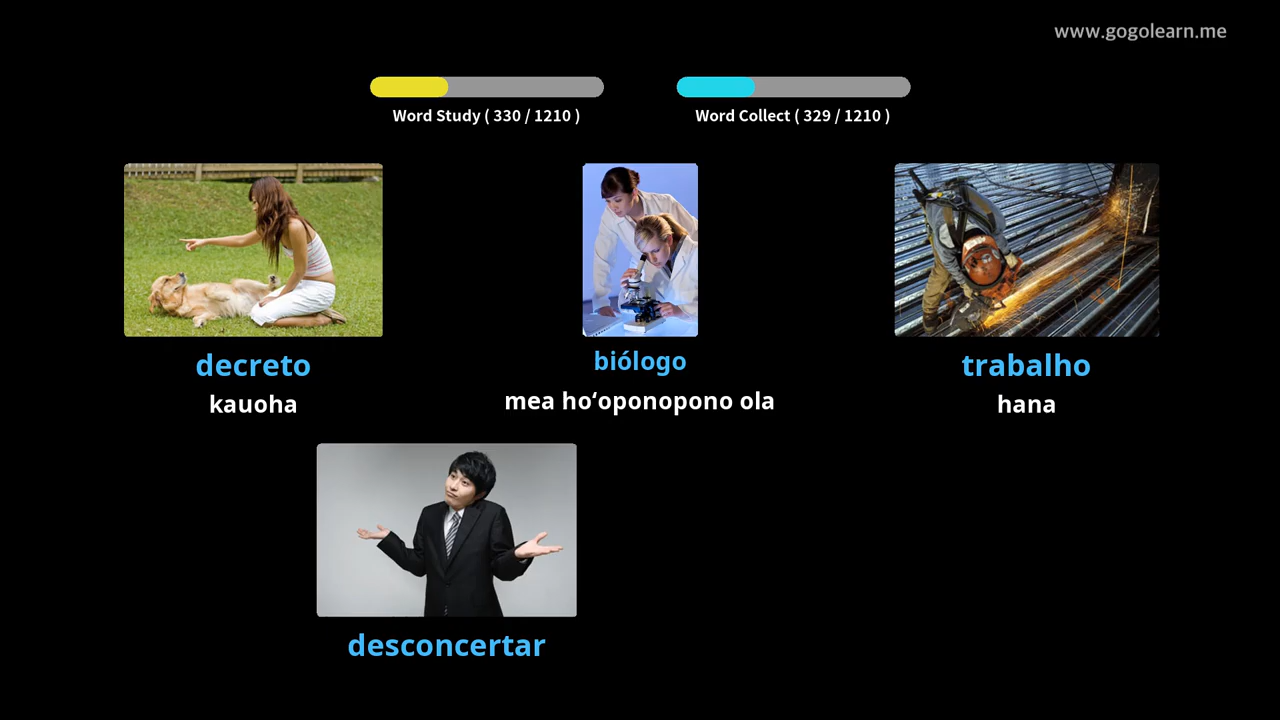 www.gogolearn.me
Word Study ( 330 / 1210 )
Word Collect ( 329 / 1210 )
decreto
kauoha
biólogo
mea hoʻoponopono ola
trabalho
hana
desconcertar